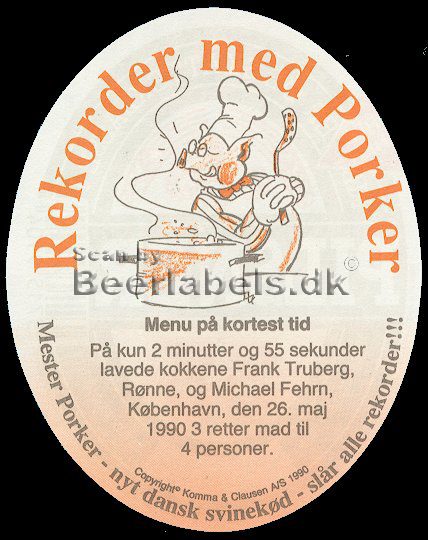 Rekorder med Porker
Scan by
Beerlabels.dk
©
Menu på kortest tid
På kun 2 minutter og 55 sekunder
lavede kokkene Frank Truberg,
Rønne, og Michael Fehrn,
København, den 26. maj
1990 3 retter mad til
4 personer.
Copyright® Komma & Clausen A/S 1990
Mester Porker - nyt dansk svinekød - slår alle rekorder!!!